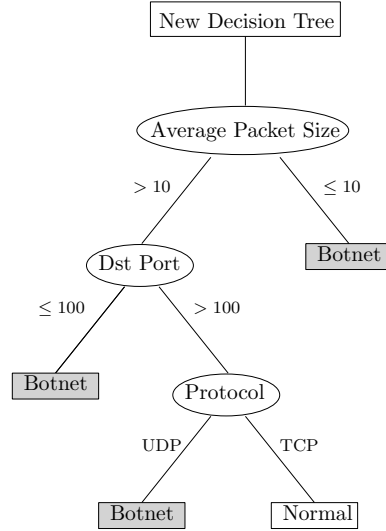 New Decision Tree
Average Packet Size
> 10
≤ 10
Dst Port
Botnet
≤ 100
> 100
Botnet
Protocol
UDP
TCP
Botnet
Normal